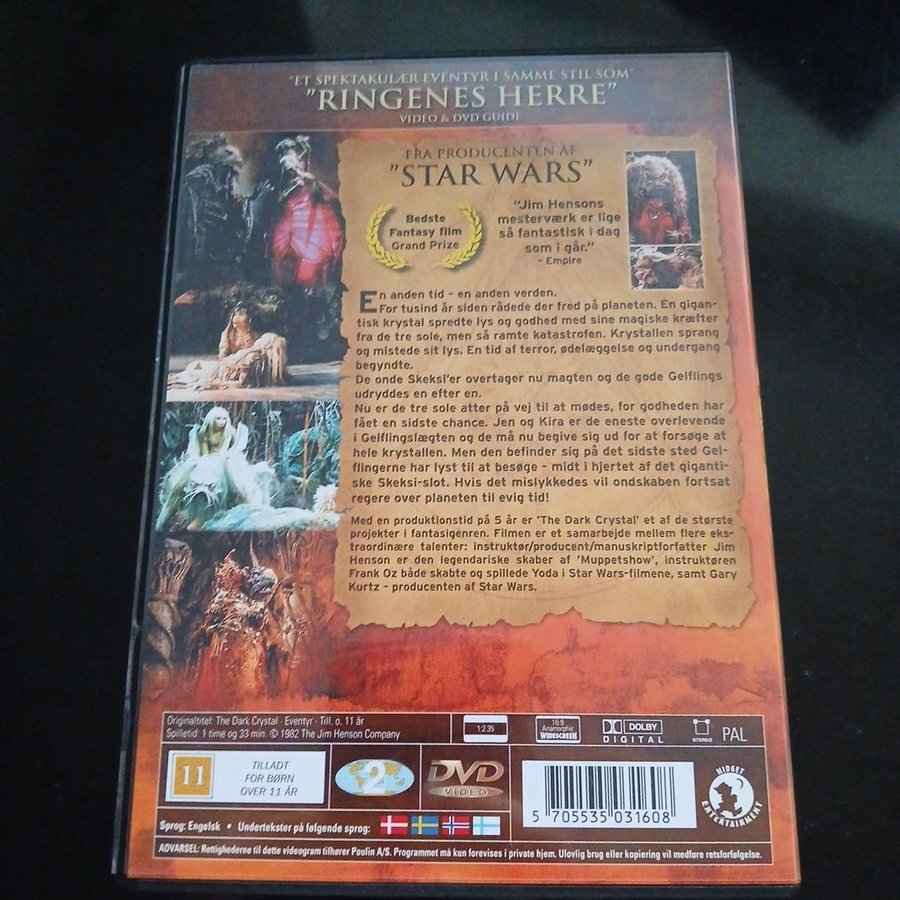 "ET SPEKTAKULÆR EVENTYR I SAMME STIL SOM"
"RINGENES HERRE"
VIDEO & DVD GUIDE
FRA PRODUCENTEN AF
"STAR WARS"
Bedste
Fantasy film
Grand Prize
"Jim Hensons
mesterværk er lige
så fantastisk i dag
som i går."
- Empire
En anden tid - en anden verden.
For tusind år siden rådede der fred på planeten. En gigan-
tisk krystal spredte lys og godhed med sine magiske kræfter
fra de tre sole, men så ramte katastrofen. Krystallen sprang
og mistede sit lys. En tid af terror, ødelæggelse og undergang
begyndte.
De onde Skeksi'er overtager nu magten og de gode Gelflings
udryddes en efter en.
Nu er de tre sole atter på vej til at mødes, for godheden har
fået en sidste chance. Jen og Kira er de eneste overlevende
i Gelflingslægten og de må nu begive sig ud for at forsøge at
hele krystallen. Men den befinder sig på det sidste sted Gel-
flingerne har lyst til at besøge - midt i hjertet af det giganti-
ske Skeksi-slot. Hvis det mislykkedes vil ondskaben fortsat
regere over planeten til evig tid!
Med en produktionstid på 5 år er 'The Dark Crystal' et af de største
projekter i fantasigenren. Filmen er et samarbejde mellem flere eks-
traordinære talenter: instruktør/producent/manuskriptforfatter Jim
Henson er den legendariske skaber af 'Muppetshow', instruktøren
Frank Oz både skabte og spillede Yoda i Star Wars-filmene, samt Gary
Kurtz - producenten af Star Wars.
Originaltitel: The Dark Crystal · Eventyr · Till. o. 11 år
Spilletid: 1 time og 33 min. © 1982 The Jim Henson Company
1:2.35
16:9
Anamorphic
WIDESCREEN
DOLBY
DIGITAL
STEREO
PAL
11
TILLADT
FOR BØRN
OVER 11 ÅR
2
DVD
VIDEO
5 705535 031608
MIDGET
ENTERTAINMENT
Sprog: Engelsk • Undertekster på følgende sprog:
ADVARSEL: Rettighederne til dette videogram tilhører Poulin A/S. Programmet må kun forevises i private hjem. Ulovlig brug eller kopiering vil medføre retsforfølgelse.